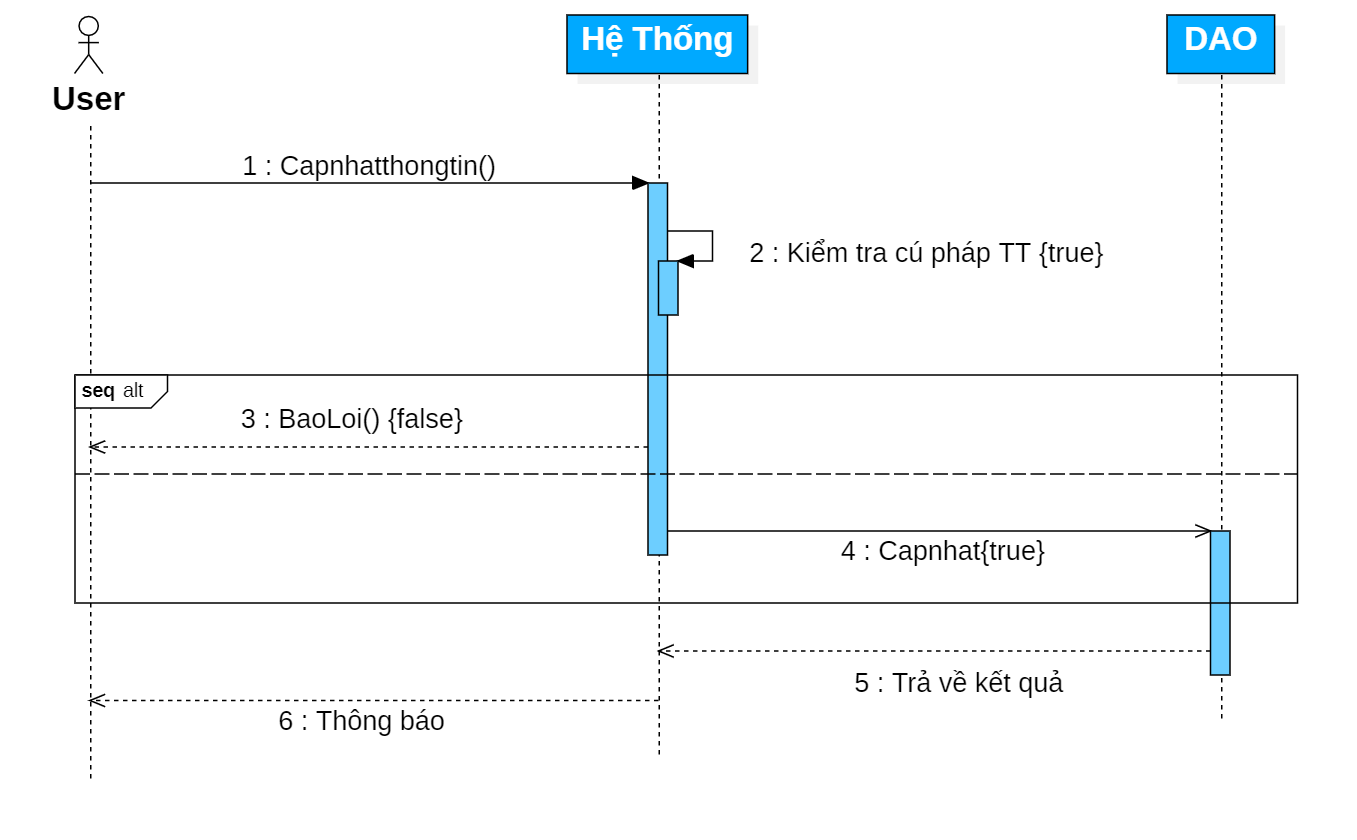 Hệ Thống
DAO
User
1 : Capnhatthongtin()
2 : Kiểm tra cú pháp TT {true}
seq alt
3 : BaoLoi() {false}
4 : Capnhat{true}
5 : Trả về kết quả
6 : Thông báo